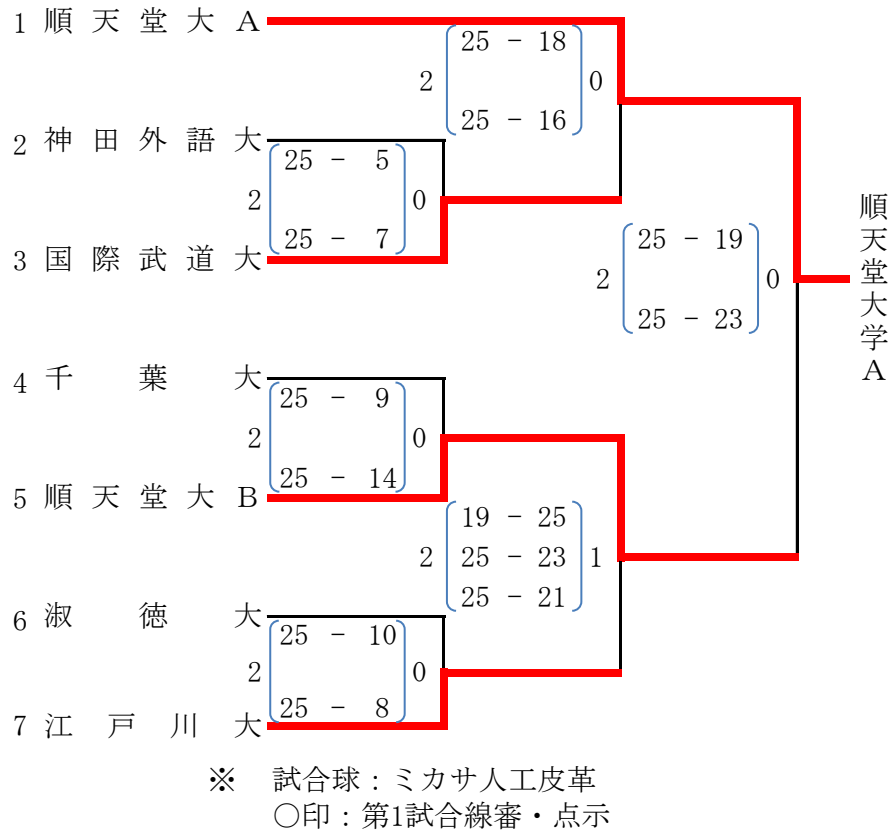 1 順天堂大A
25 - 18
2 0
25 - 16
2 神田外語大
25 - 5
2 0
25 - 7
3 国際武道大
25 - 19
2 0
25 - 23
順天堂大学A
4 千葉大
25 - 9
2 0
25 - 14
5 順天堂大B
19 - 25
2 25 - 23 1
25 - 21
6 淑徳大
25 - 10
2 0
25 - 8
7 江戸川大
※ 試合球：ミカサ人工皮革
○印：第1試合線審・点示